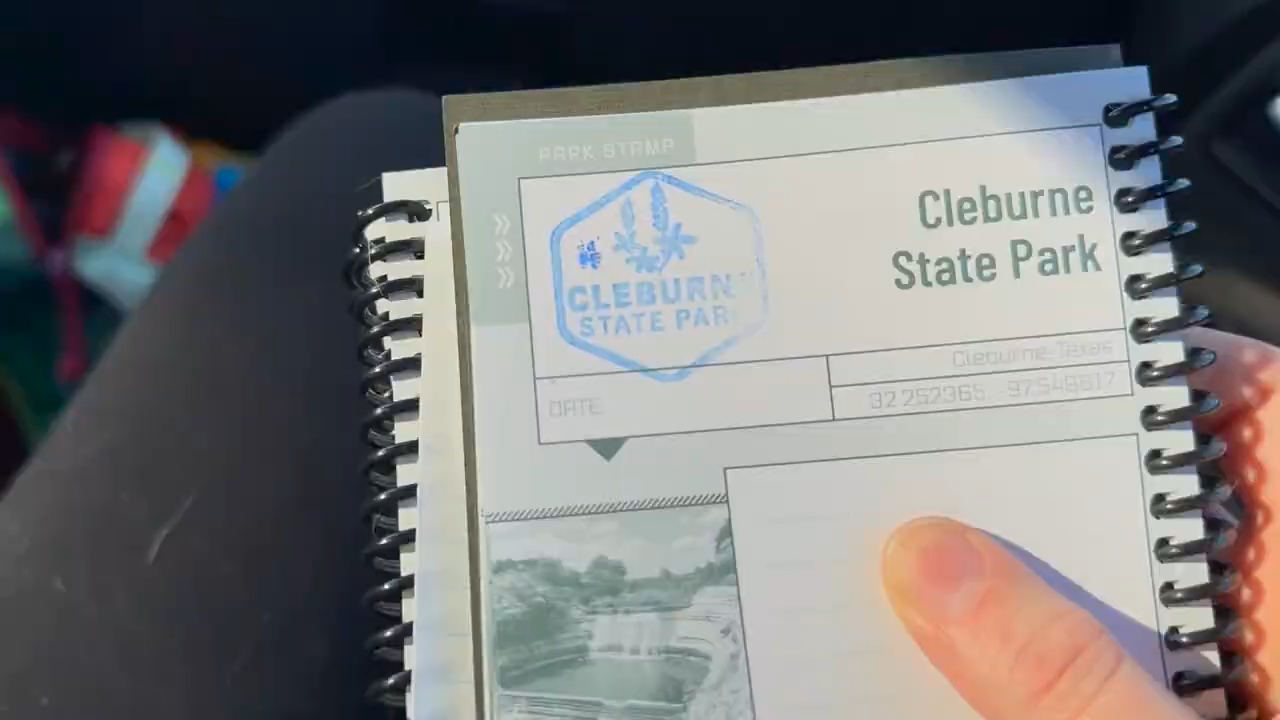 PARK STAMP
CLEBURNE
STATE PARK
Cleburne
State Park
Cleburne, Texas
DATE
32.252365, -97.548617